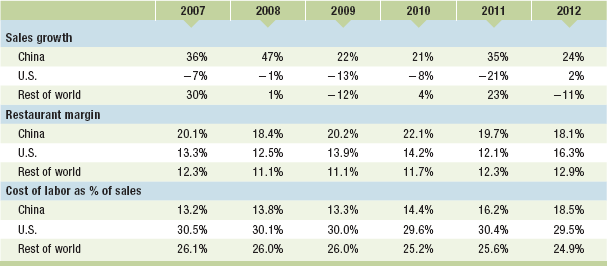 2007 2008 2009 2010 2011 2012
Sales growth
China 36% 47% 22% 21% 35% 24%
U.S. −7% −1% −13% −8% −21% 2%
Rest of world 30% 1% −12% 4% 23% −11%
Restaurant margin
China 20.1% 18.4% 20.2% 22.1% 19.7% 18.1%
U.S. 13.3% 12.5% 13.9% 14.2% 12.1% 16.3%
Rest of world 12.3% 11.1% 11.1% 11.7% 12.3% 12.9%
Cost of labor as % of sales
China 13.2% 13.8% 13.3% 14.4% 16.2% 18.5%
U.S. 30.5% 30.1% 30.0% 29.6% 30.4% 29.5%
Rest of world 26.1% 26.0% 26.0% 25.2% 25.6% 24.9%